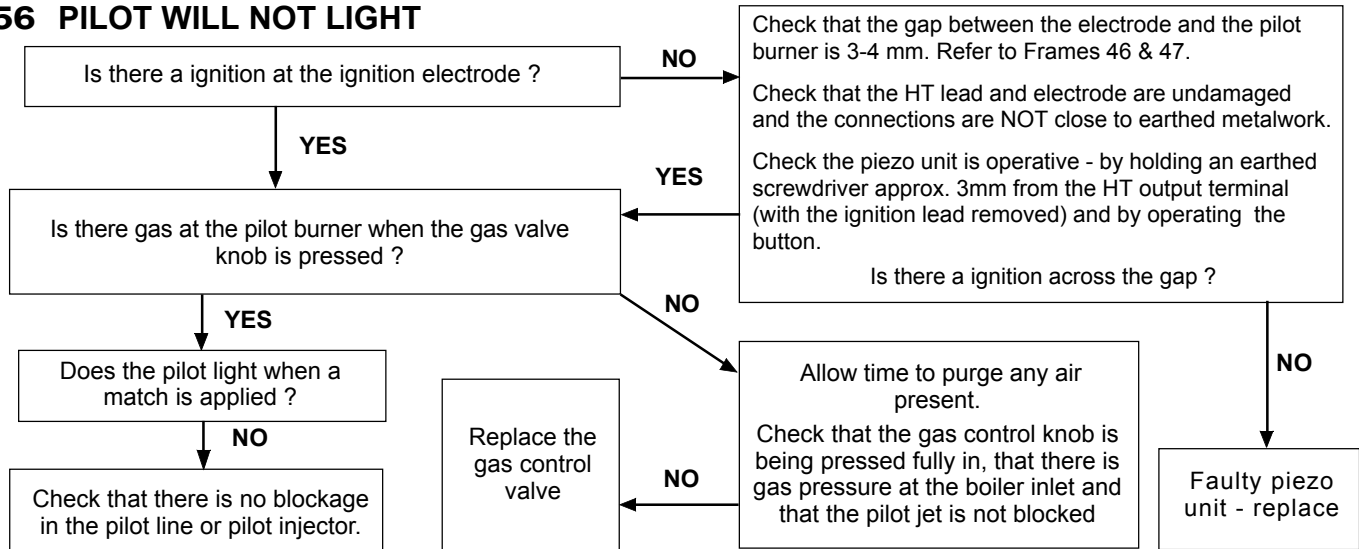 56 PILOT WILL NOT LIGHT
Is there a ignition at the ignition electrode ?
NO
Check that the gap between the electrode and the pilot
burner is 3-4 mm. Refer to Frames 46 & 47.
Check that the HT lead and electrode are undamaged
and the connections are NOT close to earthed metalwork.
Check the piezo unit is operative - by holding an earthed
screwdriver approx. 3mm from the HT output terminal
(with the ignition lead removed) and by operating the
button.
Is there a ignition across the gap ?
YES
YES
Is there gas at the pilot burner when the gas valve
knob is pressed ?
NO
YES
Does the pilot light when a
match is applied ?
NO
Check that there is no blockage
in the pilot line or pilot injector.
Replace the
gas control
valve
NO
Allow time to purge any air
present.
Check that the gas control knob is
being pressed fully in, that there is
gas pressure at the boiler inlet and
that the pilot jet is not blocked
NO
Faulty piezo
unit - replace